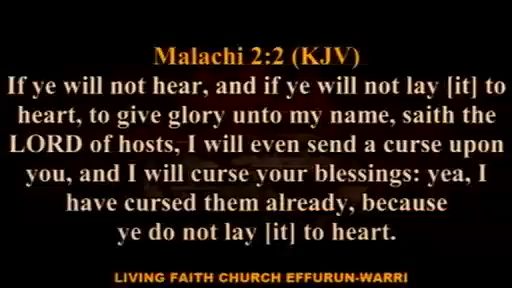 Malachi 2:2 (KJV)
If ye will not hear, and if ye will not lay [it] to
heart, to give glory unto my name, saith the
LORD of hosts, I will even send a curse upon
you, and I will curse your blessings: yea, I
have cursed them already, because
ye do not lay [it] to heart.
LIVING FAITH CHURCH EFFURUN-WARRI